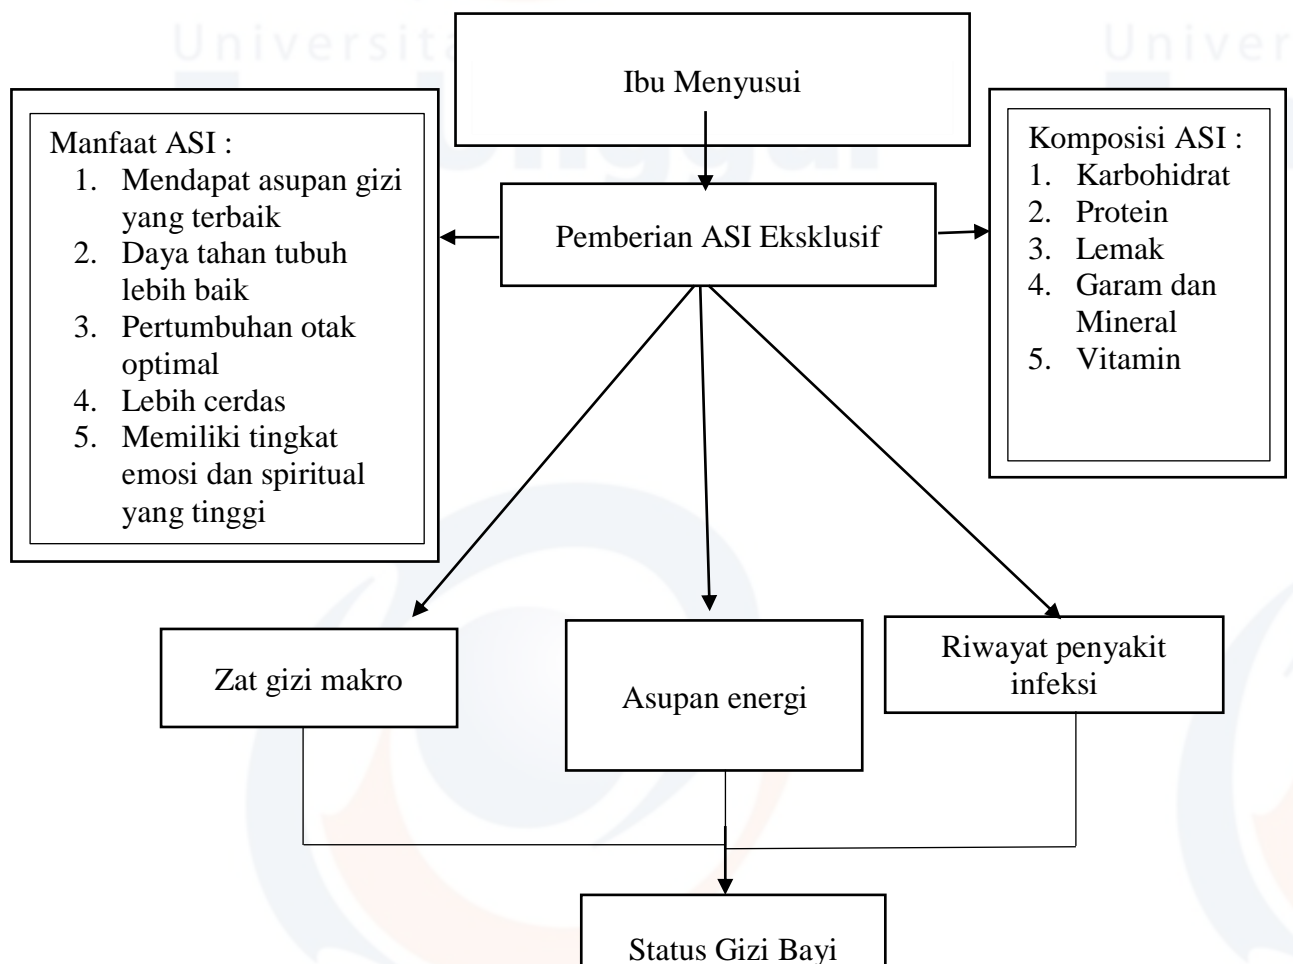 Universita
Univer
Ibu Menyusui
Manfaat ASI :
1. Mendapat asupan gizi
yang terbaik
2. Daya tahan tubuh
lebih baik
3. Pertumbuhan otak
optimal
4. Lebih cerdas
5. Memiliki tingkat
emosi dan spiritual
yang tinggi
Pemberian ASI Eksklusif
Komposisi ASI :
1. Karbohidrat
2. Protein
3. Lemak
4. Garam dan
Mineral
5. Vitamin
Zat gizi makro
Asupan energi
Riwayat penyakit
infeksi
Status Gizi Bayi